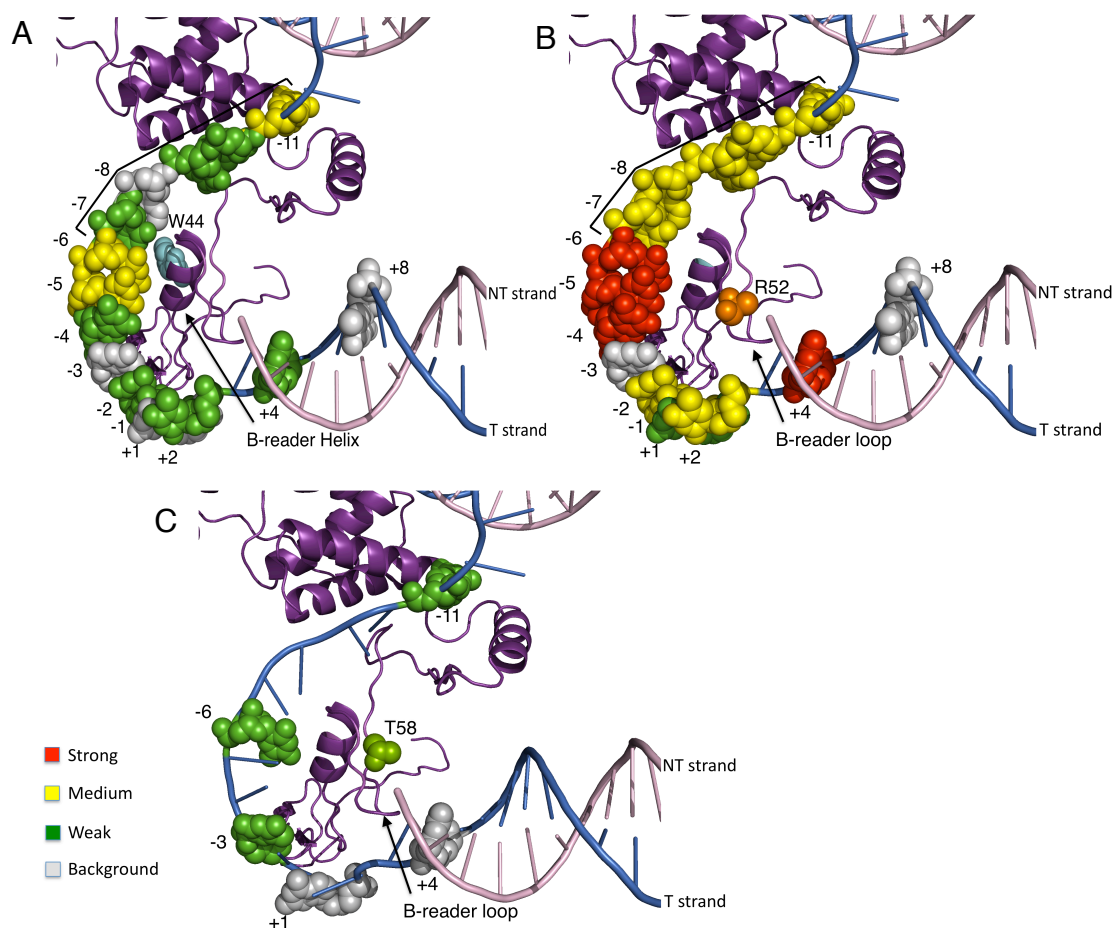 A
-11
-8
-7
W44
-6
-5
+8
NT strand
-4
-3
-2
+4
-1
T strand
B-reader Helix
+1
+2
B
-11
-8
-7
-6
+8
-5
R52
NT strand
-4
-3
-2
+4
-1
T strand
B-reader loop
+1
+2
C
-11
-6
T58
Strong
NT strand
Medium
Weak
-3
Background
+4
T strand
B-reader loop
+1